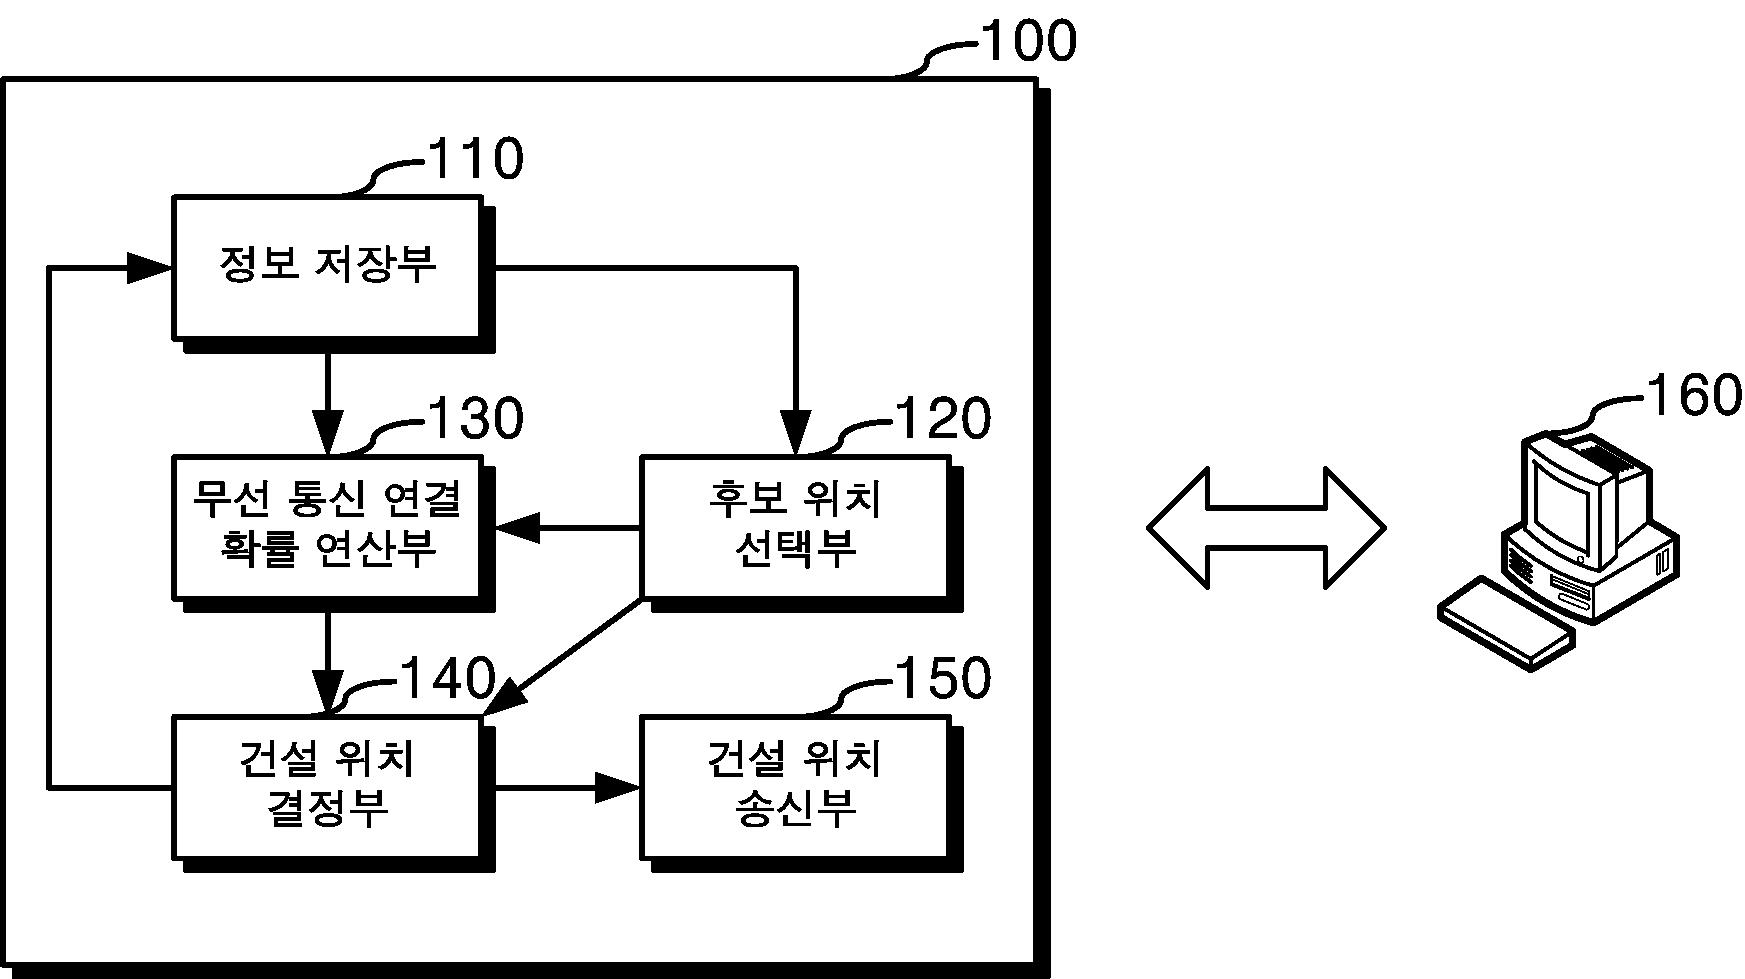 100
110
정보 저장부
130
무선 통신 연결
확률 연산부
120
후보 위치
선택부
140
건설 위치
결정부
150
건설 위치
송신부
160